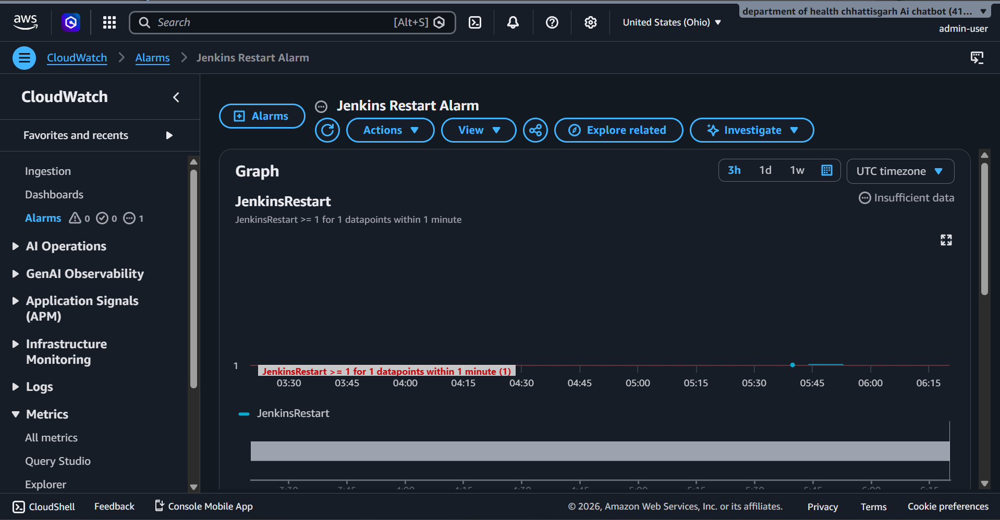 aws
Search
[Alt+S]
United States (Ohio)
department of health chhattisgarh Ai chatbot (41...
admin-user
CloudWatch
Alarms
Jenkins Restart Alarm
CloudWatch
Favorites and recents
Ingestion
Dashboards
Alarms 0 0 1
AI Operations
GenAI Observability
Application Signals
(APM)
Infrastructure
Monitoring
Logs
Metrics
All metrics
Query Studio
Explorer
Alarms
Jenkins Restart Alarm
Actions
View
Explore related
Investigate
Graph
3h 1d 1w
UTC timezone
JenkinsRestart
Insufficient data
JenkinsRestart >= 1 for 1 datapoints within 1 minute
1
JenkinsRestart >= 1 for 1 datapoints within 1 minute (1)
03:30 03:45 04:00 04:15 04:30 04:45 05:00 05:15 05:30 05:45 06:00 06:15
JenkinsRestart
CloudShell
Feedback
Console Mobile App
© 2026, Amazon Web Services, Inc. or its affiliates.
Privacy
Terms
Cookie preferences